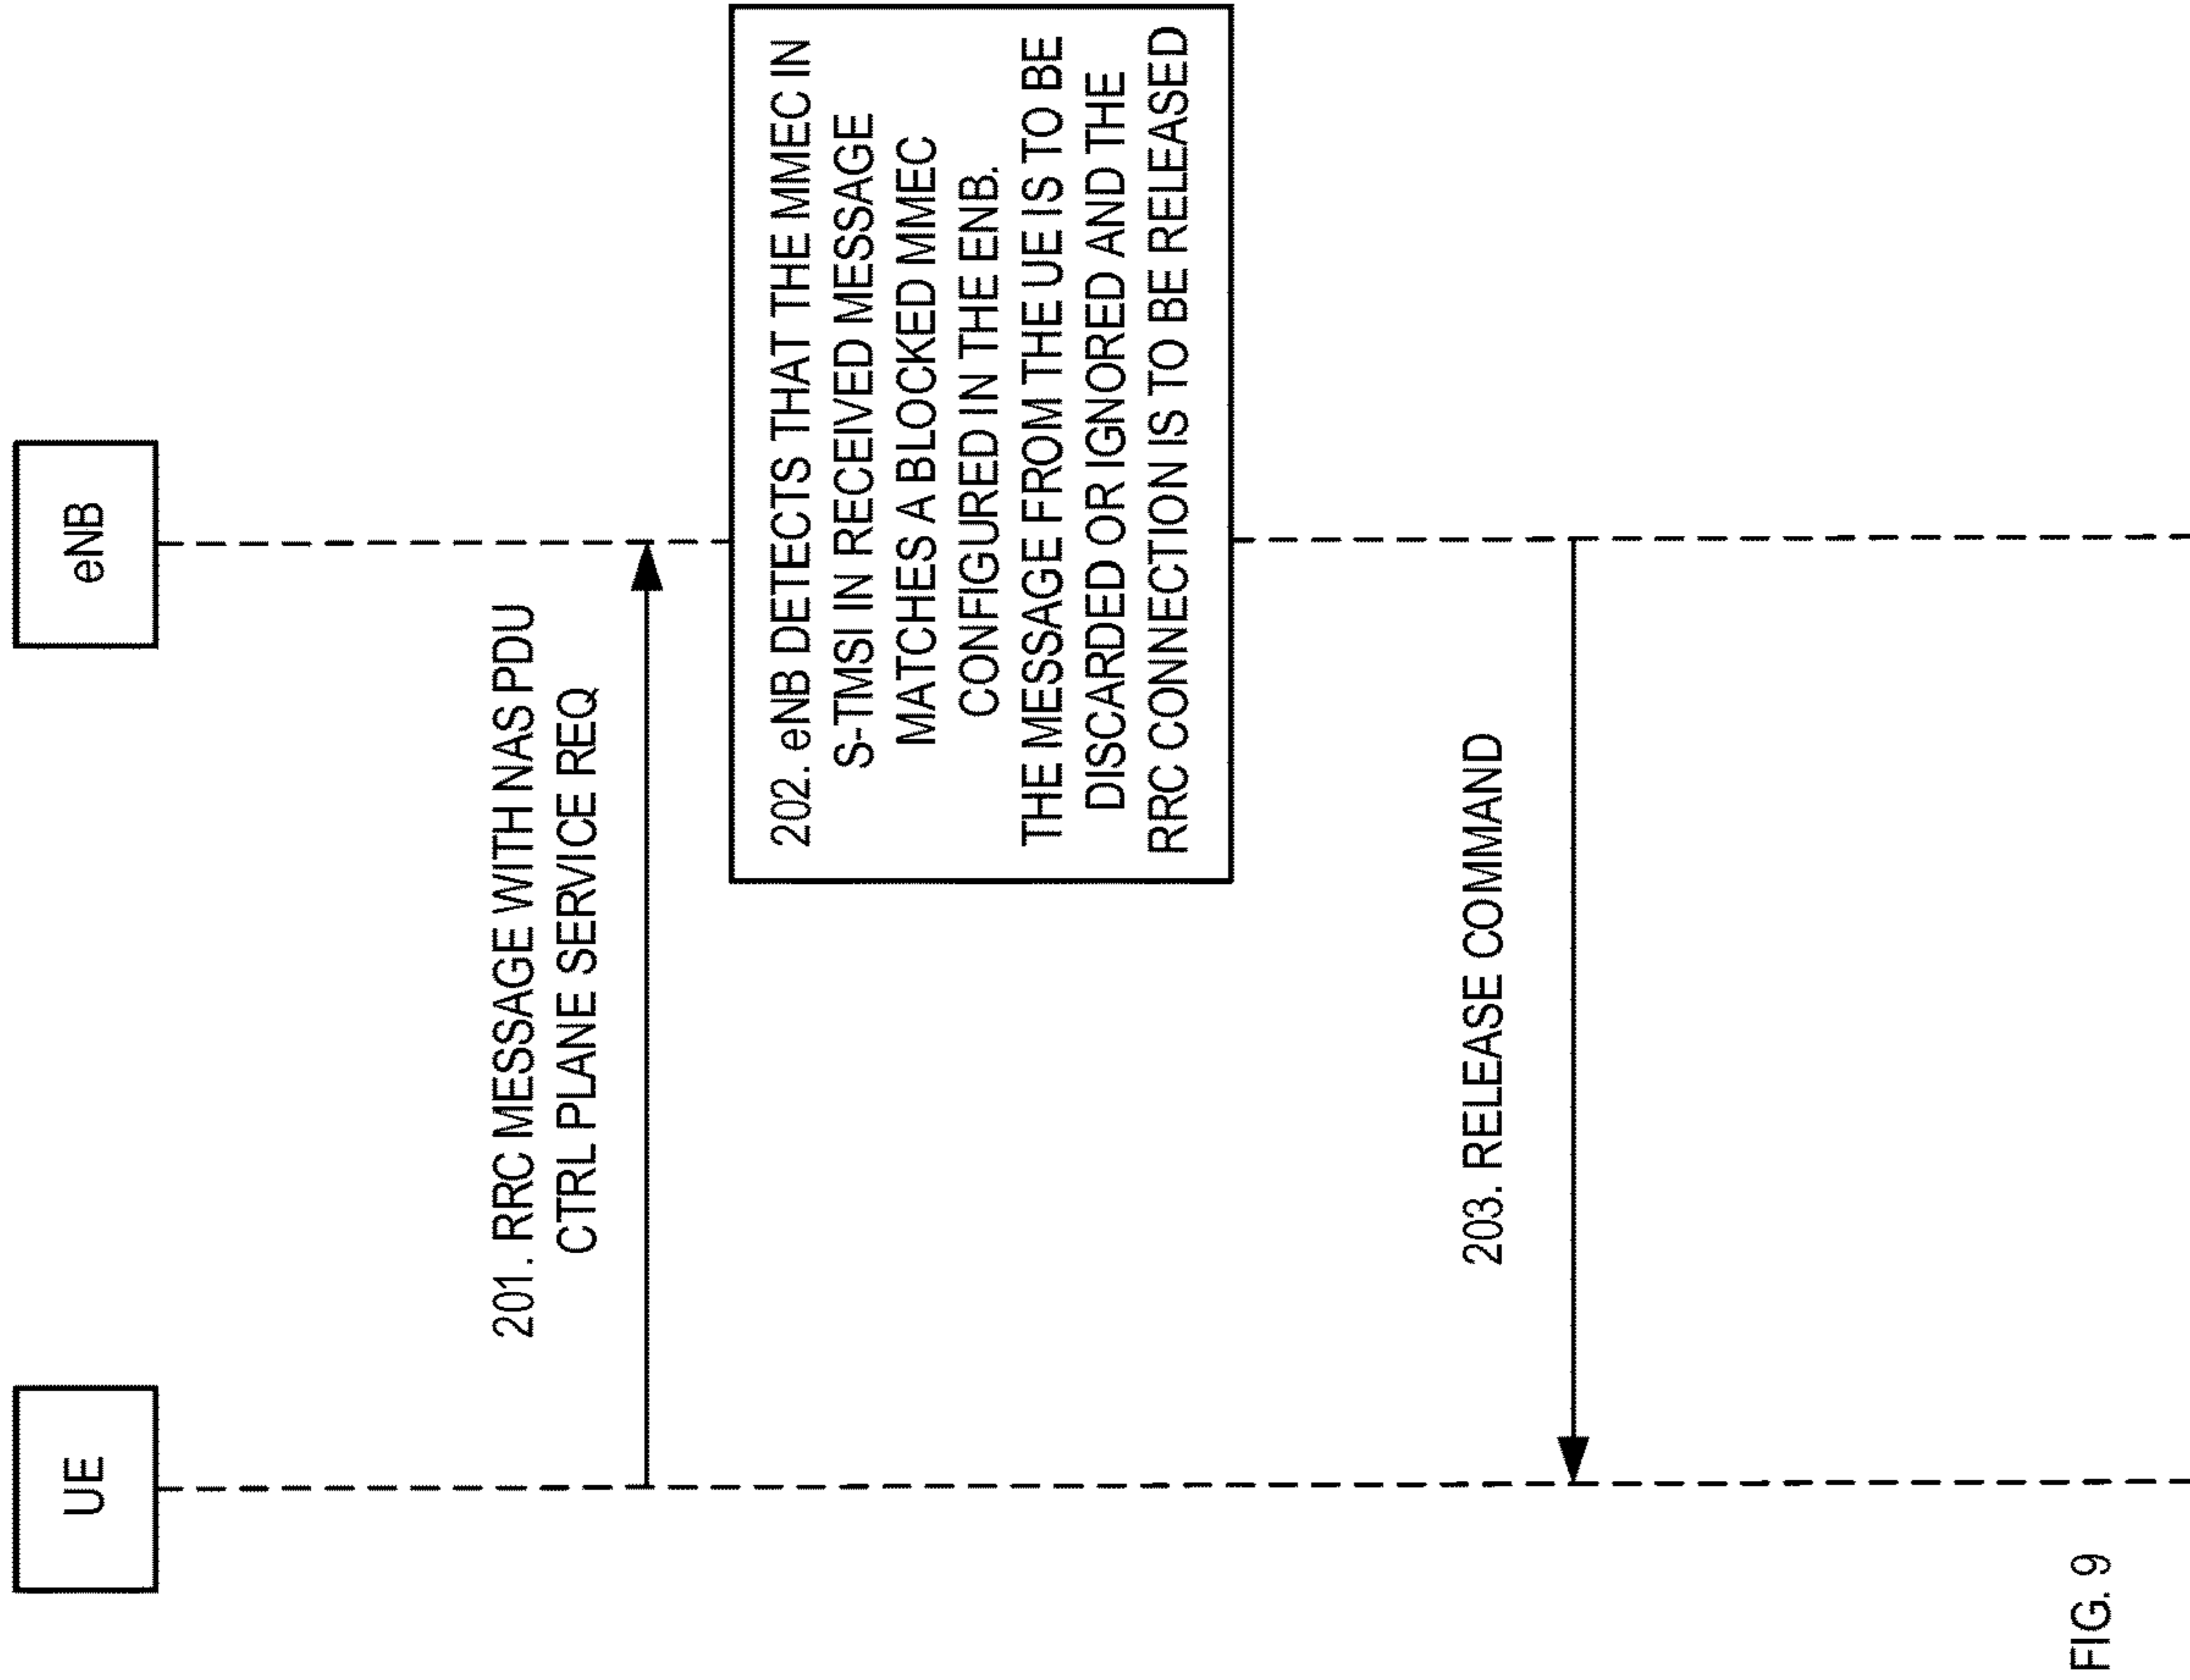 UE
eNB
201. RRC MESSAGE WITH NAS PDU
CTRL PLANE SERVICE REQ
202. eNB DETECTS THAT THE MMEC IN
S-TMSI IN RECEIVED MESSAGE
MATCHES A BLOCKED MMEC
CONFIGURED IN THE ENB.
THE MESSAGE FROM THE UE IS TO BE
DISCARDED OR IGNORED AND THE
RRC CONNECTION IS TO BE RELEASED
203. RELEASE COMMAND
FIG. 9